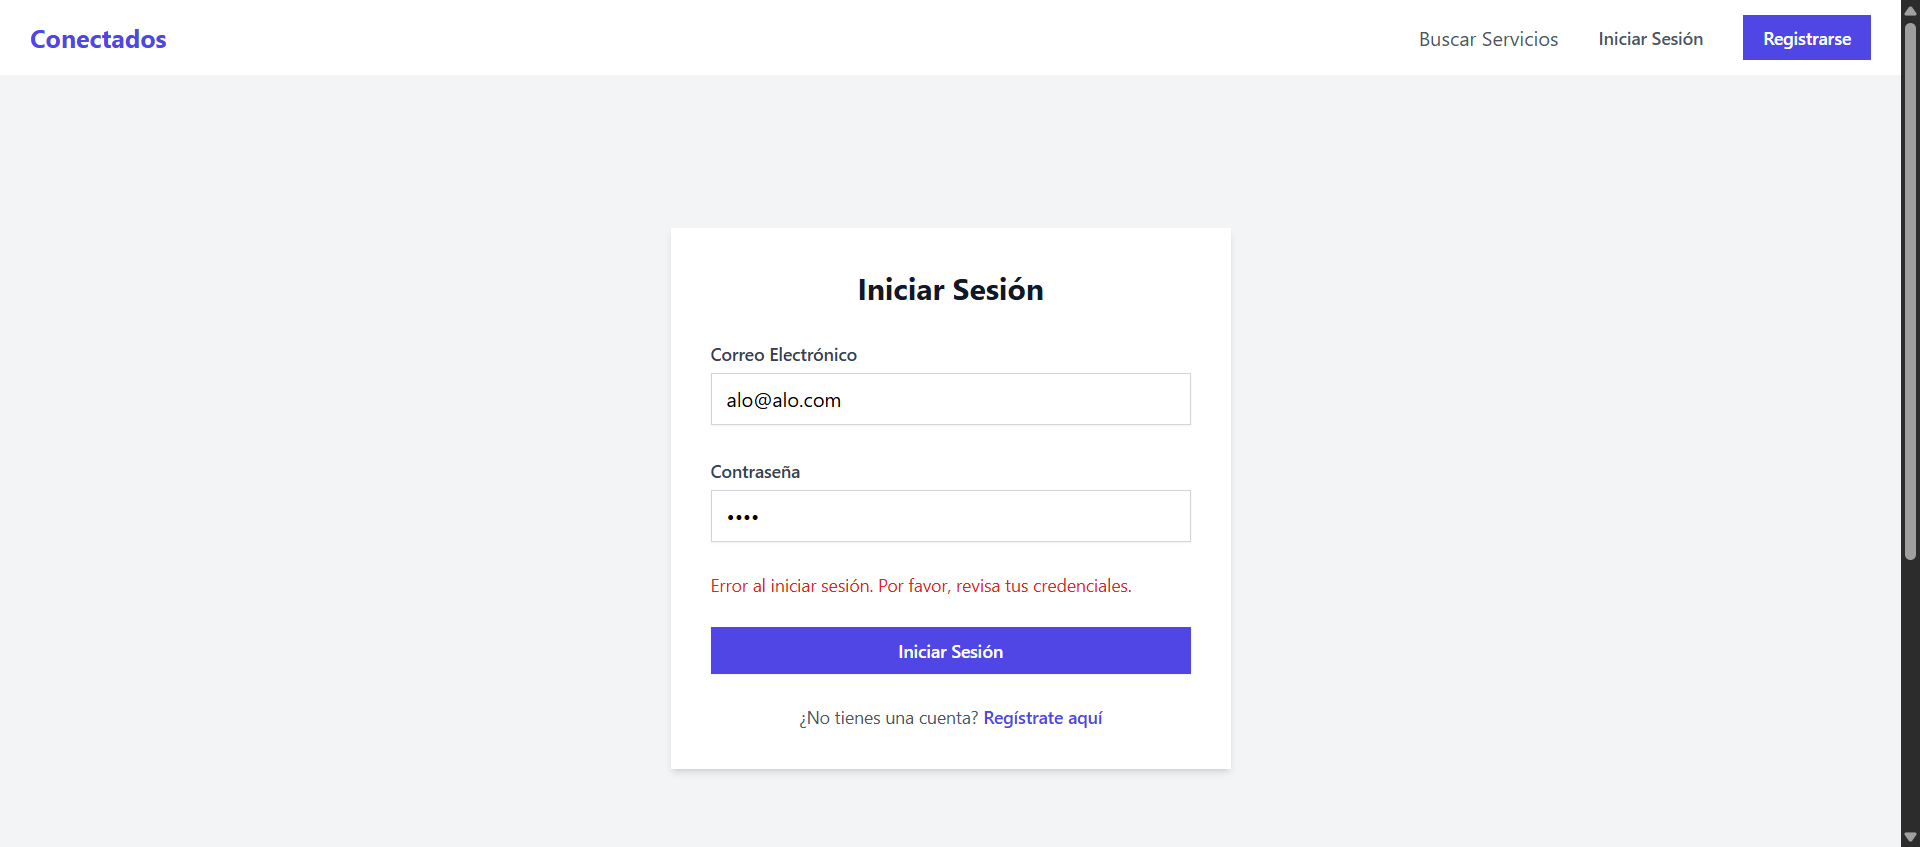 Conectados
Buscar Servicios
Iniciar Sesión
Registrarse
Iniciar Sesión
Correo Electrónico
alo@alo.com
Contraseña
••••
Error al iniciar sesión. Por favor, revisa tus credenciales.
Iniciar Sesión
¿No tienes una cuenta? Regístrate aquí